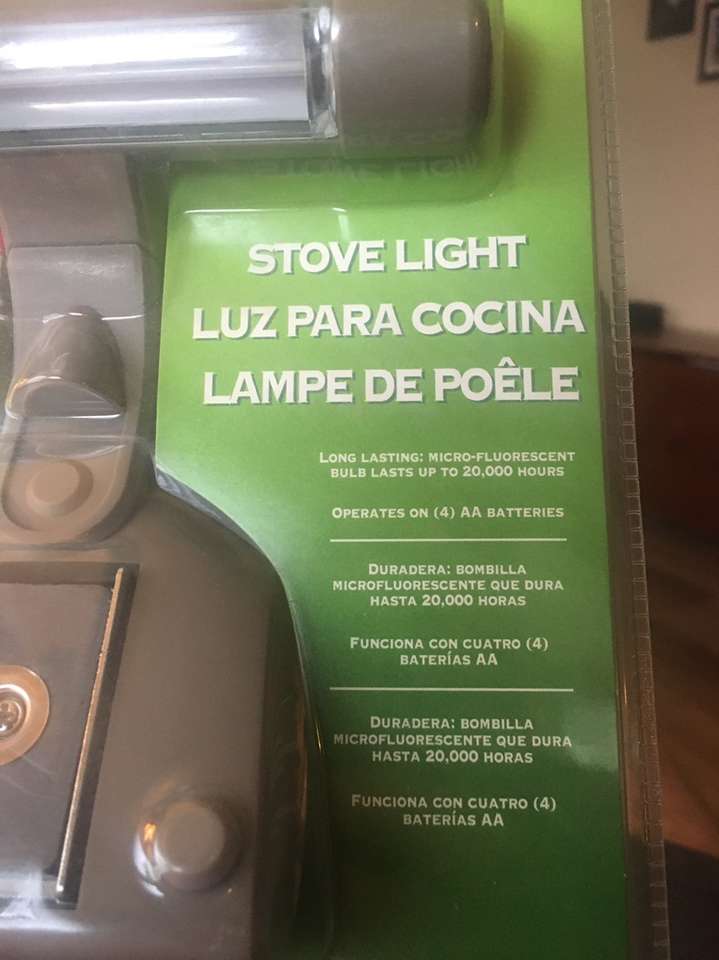 STOVE LIGHT
LUZ PARA COCINA
LAMPE DE POÊLE
LONG LASTING: MICRO-FLUORESCENT
BULB LASTS UP TO 20,000 HOURS
OPERATES ON (4) AA BATTERIES
DURADERA: BOMBILLA
MICROFLUORESCENTE QUE DURA
HASTA 20,000 HORAS
FUNCIONA CON CUATRO (4)
BATERÍAS AA
DURADERA: BOMBILLA
MICROFLUORESCENTE QUE DURA
HASTA 20,000 HORAS
FUNCIONA CON CUATRO (4)
BATERÍAS AA